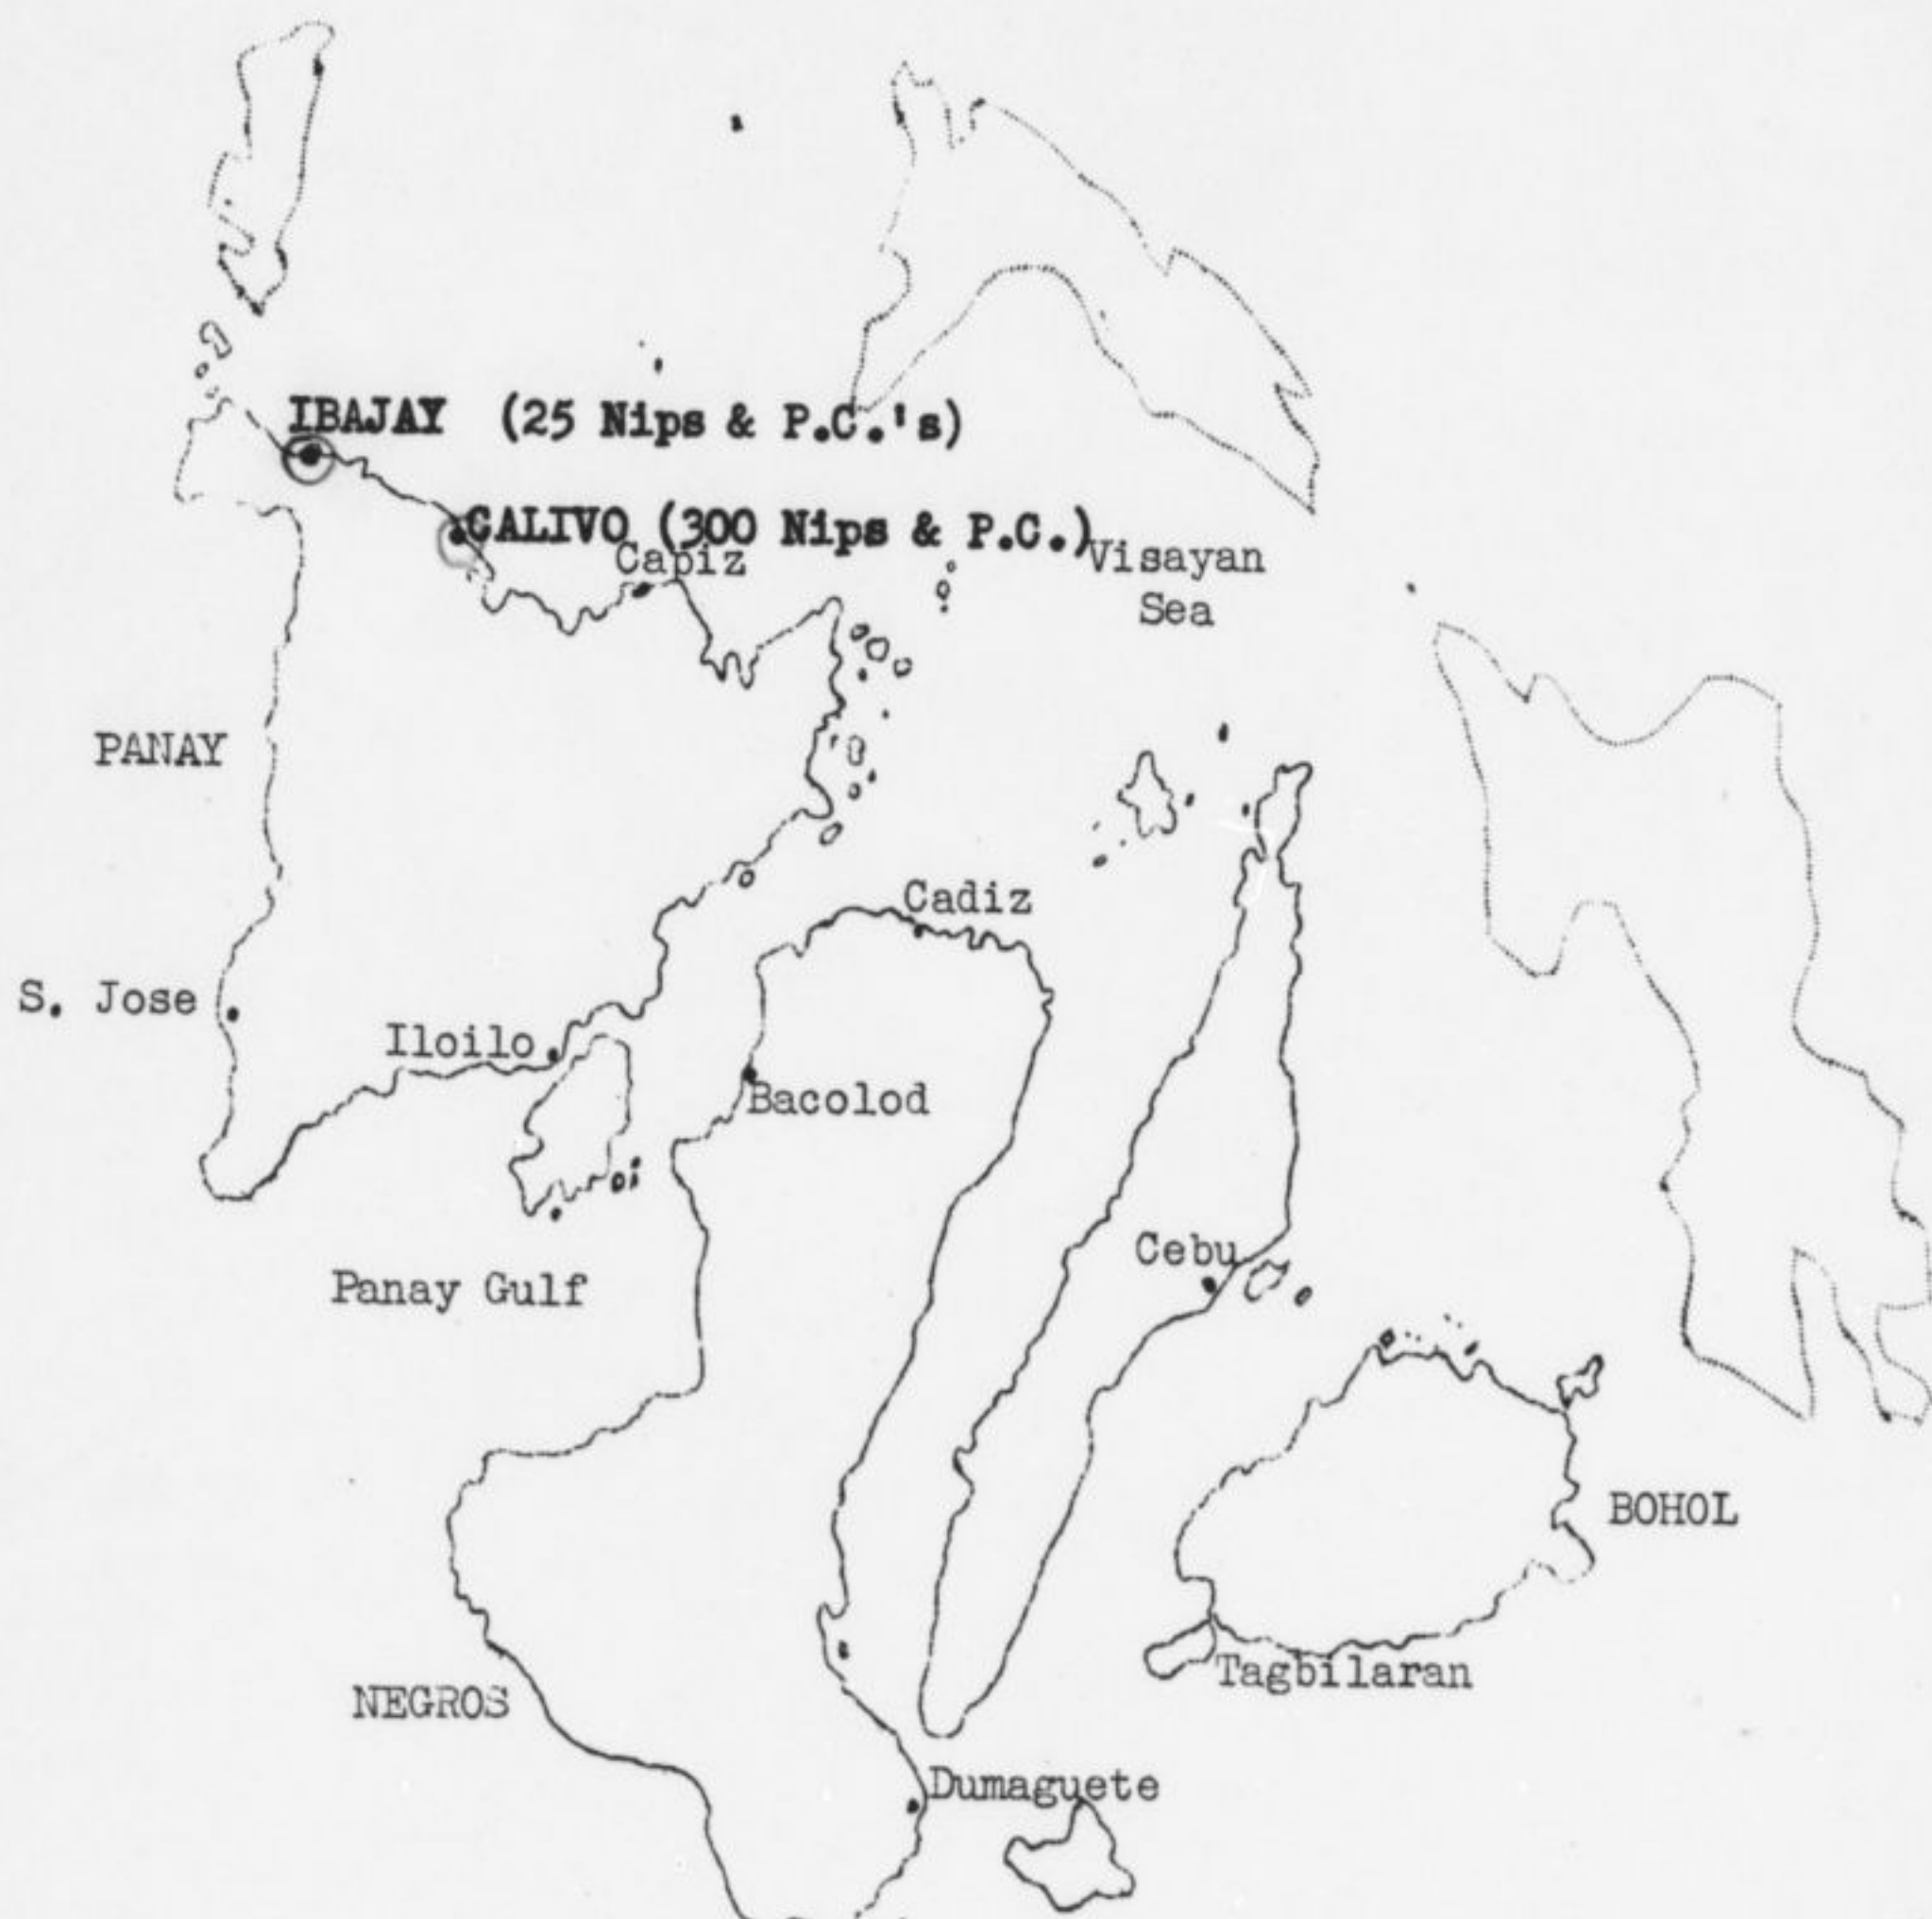 IBAJAY (25 Nips & P.C.'s)
CALIVO (300 Nips & P.C.)
Capiz
Visayan
Sea
PANAY
Cadiz
S. Jose
Iloilo
Bacolod
Cebu
Panay Gulf
BOHOL
Tagbilaran
NEGROS
Dumaguete